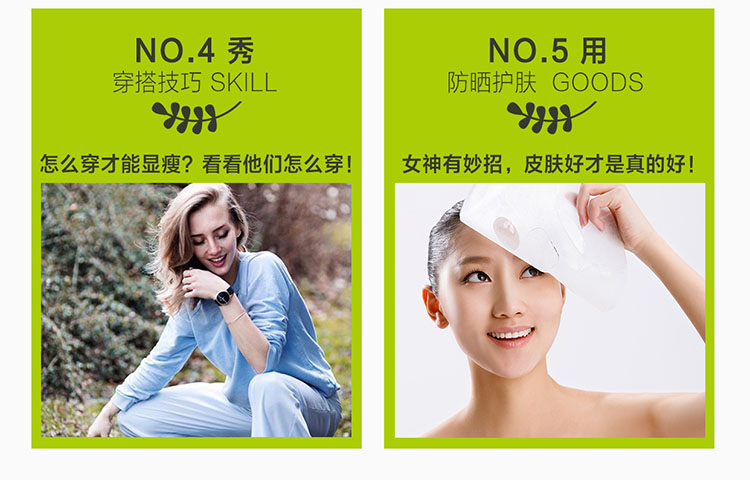 NO.4 秀
穿搭技巧 SKILL
怎么穿才能显瘦？看看他们怎么穿！
NO.5 用
防晒护肤 GOODS
女神有妙招，皮肤好才是真的好！